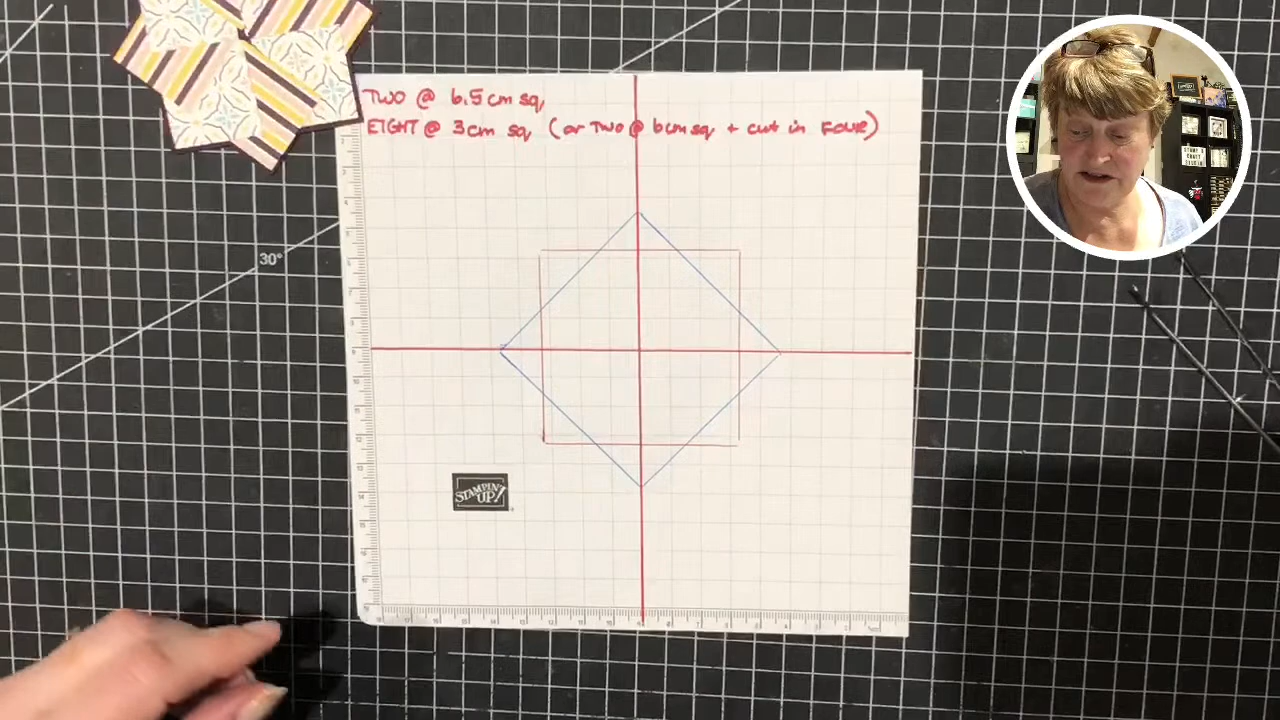 TWO @ 6.5cm sq
EIGHT @ 3cm sq (or TWO @ 6cm sq + cut in FOUR)
30°
STAMPIN' UP!